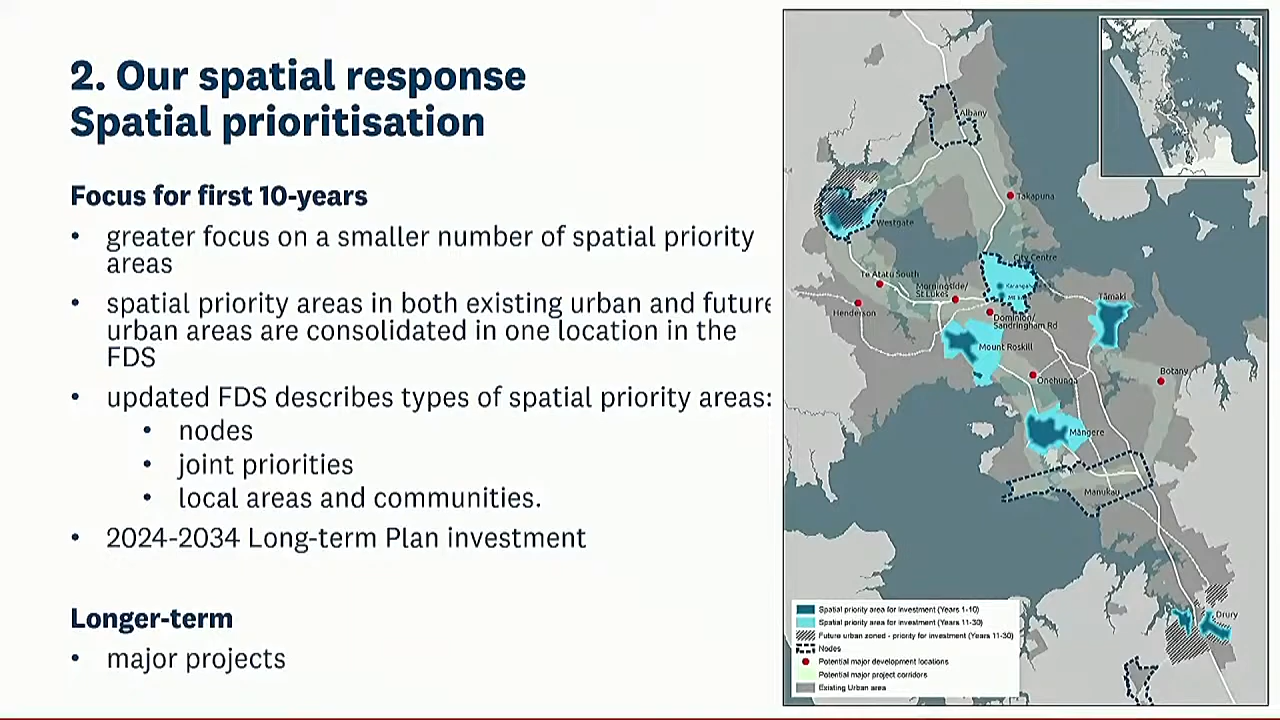 2. Our spatial response
Spatial prioritisation
Focus for first 10-years
• greater focus on a smaller number of spatial priority
areas
• spatial priority areas in both existing urban and future
urban areas are consolidated in one location in the
FDS
• updated FDS describes types of spatial priority areas:
• nodes
• joint priorities
• local areas and communities.
• 2024-2034 Long-term Plan investment
Longer-term
• major projects
Albany
Takapuna
Westgate
City Centre
Te Atatū South
Morningside/
St Lukes
Tāmaki
Henderson
Dominion/
Sandringham Rd
Mount Roskill
Onehunga
Botany
Māngere
Manukau
Drury
Spatial priority area for investment (Years 1-10)
Spatial priority area for investment (Years 11-30)
Future urban zoned - priority for investment (Years 11-30)
Nodes
Potential major development locations
Potential major project corridors
Existing Urban area